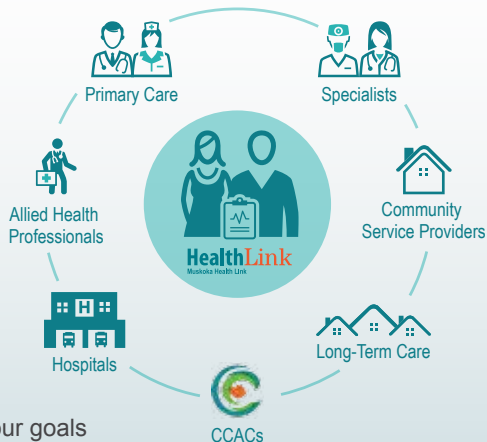 Primary Care
Specialists
Allied Health
Professionals
Community
Service Providers
HealthLink
Muskoka Health Link
H
Hospitals
Long-Term Care
CCACs
our goals